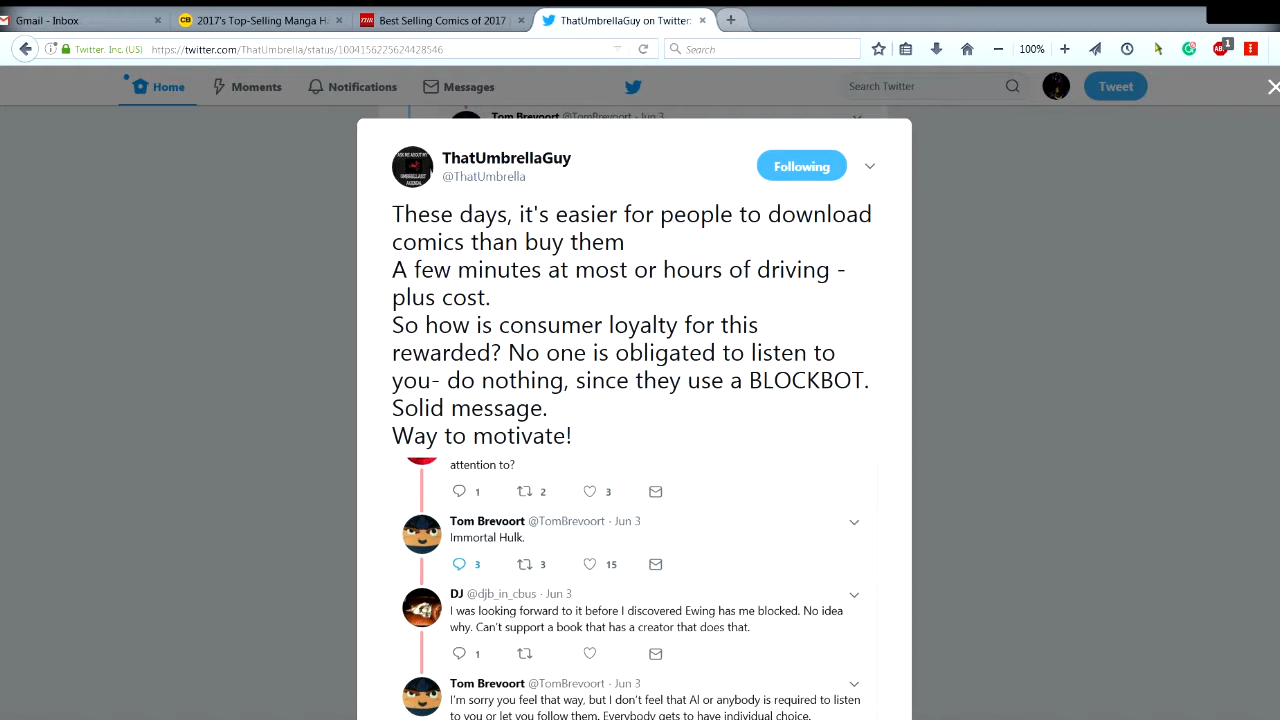 Gmail - Inbox
2017's Top-Selling Manga H
THR
Best Selling Comics of 2017
ThatUmbrellaGuy on Twitter:
Twitter, Inc. (US)
https://twitter.com/ThatUmbrella/status/1004156225624428546
Search
100%
1
Home
Moments
Notifications
Messages
Search Twitter
Tweet
Tom Brevoort @TomBrevoort · Jun 3
ThatUmbrellaGuy
@ThatUmbrella
Following
These days, it's easier for people to download
comics than buy them
A few minutes at most or hours of driving -
plus cost.
So how is consumer loyalty for this
rewarded? No one is obligated to listen to
you- do nothing, since they use a BLOCKBOT.
Solid message.
Way to motivate!
attention to?
1 2 3
Tom Brevoort @TomBrevoort · Jun 3
Immortal Hulk.
3 3 15
DJ @djb_in_cbus · Jun 3
I was looking forward to it before I discovered Ewing has me blocked. No idea
why. Can't support a book that has a creator that does that.
1
Tom Brevoort @TomBrevoort · Jun 3
I'm sorry you feel that way, but I don't feel that Al or anybody is required to listen
to you or let you follow them. Everybody gets to have individual choice.